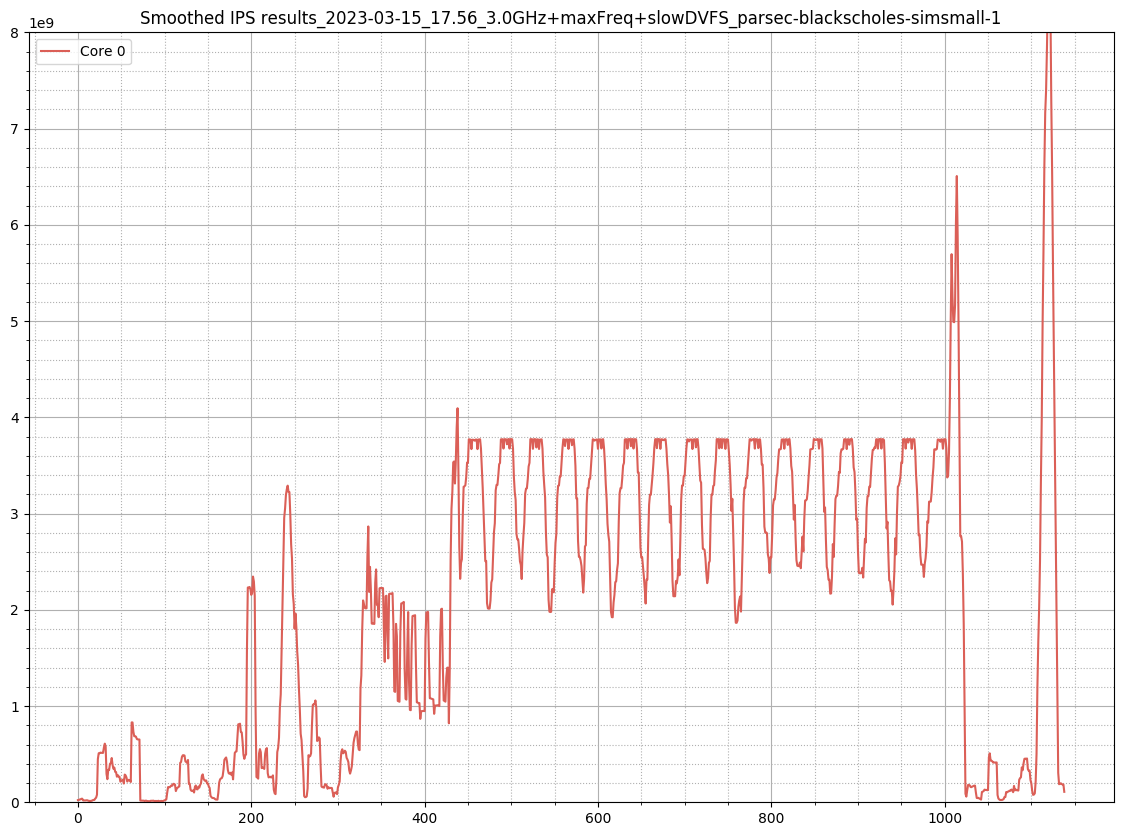 Smoothed IPS results_2023-03-15_17.56_3.0GHz+maxFreq+slowDVFS_parsec-blackscholes-simsmall-1
1e9
Core 0
8
7
6
5
4
3
2
1
0
0 200 400 600 800 1000